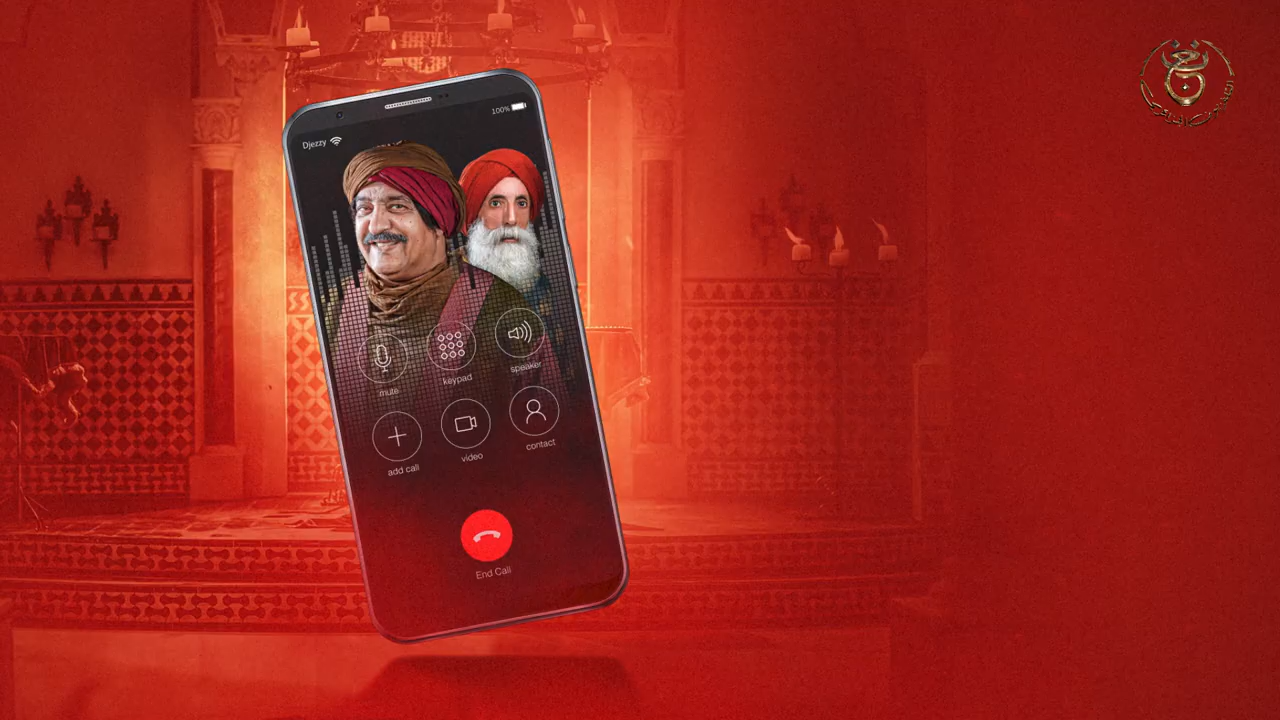 100%
Djezzy
mute
keypad
speaker
add call
video
contact
End Call